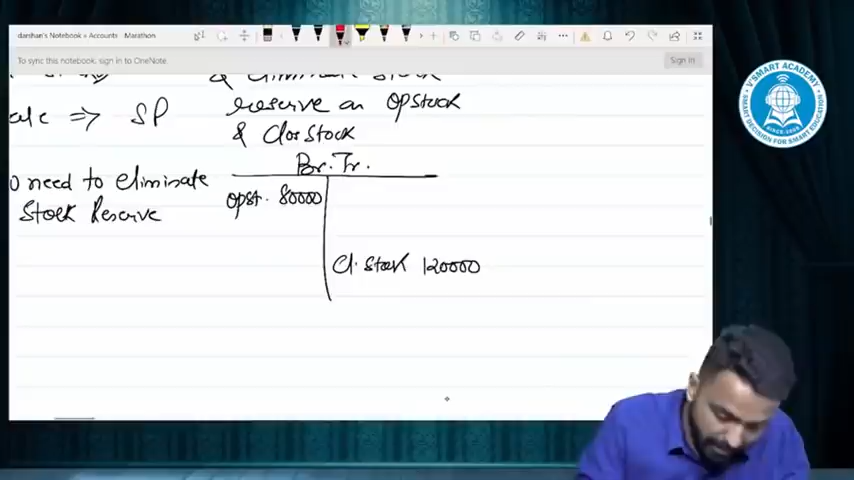 darshan's Notebook » Accounts Marathon
To sync this notebook, sign in to OneNote.
Sign in
& eliminate stock
reserve on opstock
& Clos stock
⇒ SP
need to eliminate
Stock Reserve
Br. Tr.
opst. 80000
Cl. stock 120000
V'SMART ACADEMY
SINCE
SMART DECISION FOR SMART EDUCATION